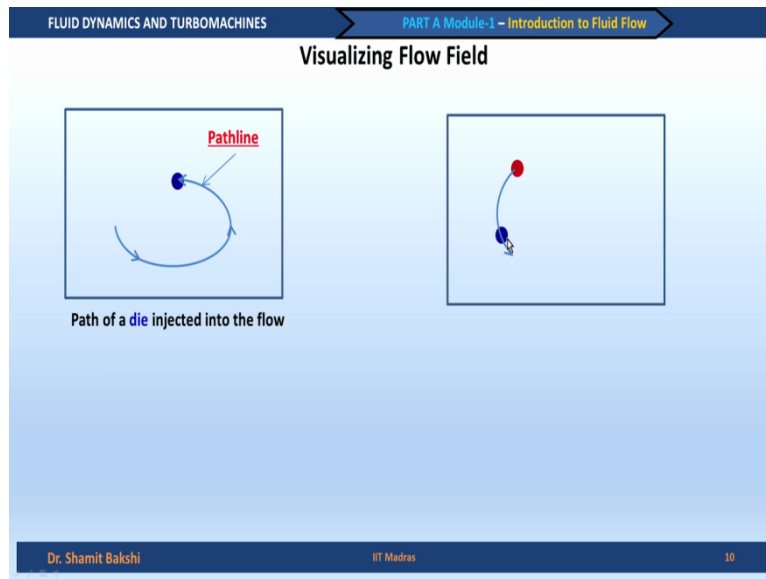 FLUID DYNAMICS AND TURBOMACHINES
PART A Module-1 – Introduction to Fluid Flow
Visualizing Flow Field
Pathline
Path of a die injected into the flow
Dr. Shamit Bakshi
IIT Madras
10